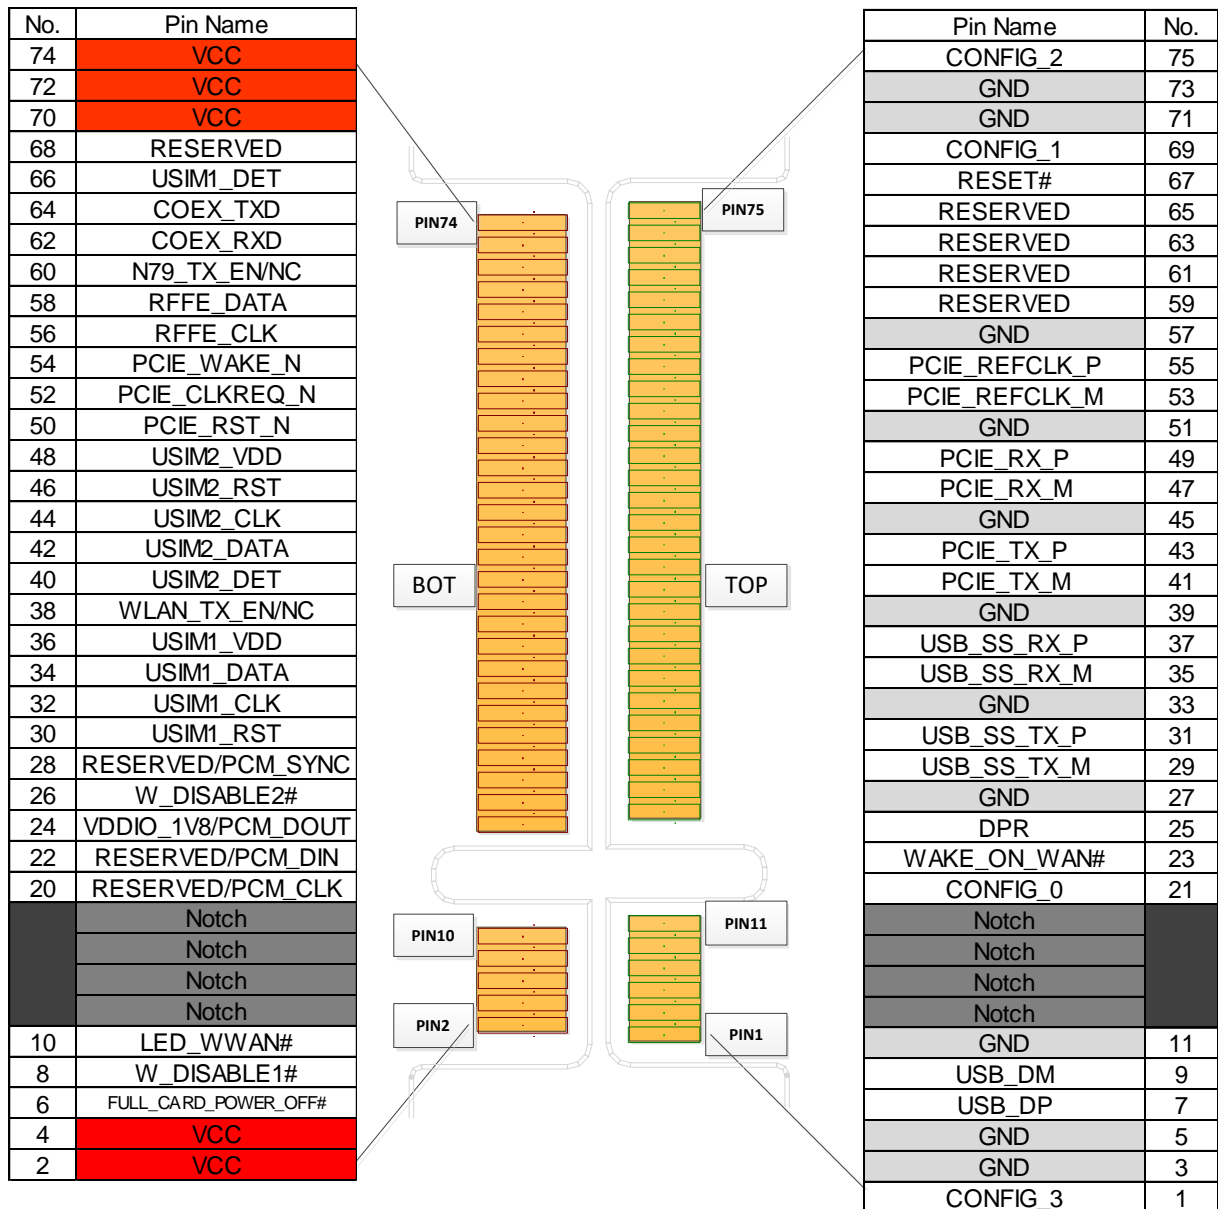 No. Pin Name
74 VCC
72 VCC
70 VCC
68 RESERVED
66 USIM1_DET
64 COEX_TXD
62 COEX_RXD
60 N79_TX_EN/NC
58 RFFE_DATA
56 RFFE_CLK
54 PCIE_WAKE_N
52 PCIE_CLKREQ_N
50 PCIE_RST_N
48 USIM2_VDD
46 USIM2_RST
44 USIM2_CLK
42 USIM2_DATA
40 USIM2_DET
38 WLAN_TX_EN/NC
36 USIM1_VDD
34 USIM1_DATA
32 USIM1_CLK
30 USIM1_RST
28 RESERVED/PCM_SYNC
26 W_DISABLE2#
24 VDDIO_1V8/PCM_DOUT
22 RESERVED/PCM_DIN
20 RESERVED/PCM_CLK
Notch
Notch
Notch
Notch
10 LED_WWAN#
8 W_DISABLE1#
6 FULL_CARD_POWER_OFF#
4 VCC
2 VCC
PIN74
PIN75
BOT
TOP
PIN10
PIN11
PIN2
PIN1
Pin Name No.
CONFIG_2 75
GND 73
GND 71
CONFIG_1 69
RESET# 67
RESERVED 65
RESERVED 63
RESERVED 61
RESERVED 59
GND 57
PCIE_REFCLK_P 55
PCIE_REFCLK_M 53
GND 51
PCIE_RX_P 49
PCIE_RX_M 47
GND 45
PCIE_TX_P 43
PCIE_TX_M 41
GND 39
USB_SS_RX_P 37
USB_SS_RX_M 35
GND 33
USB_SS_TX_P 31
USB_SS_TX_M 29
GND 27
DPR 25
WAKE_ON_WAN# 23
CONFIG_0 21
Notch
Notch
Notch
Notch
GND 11
USB_DM 9
USB_DP 7
GND 5
GND 3
CONFIG_3 1